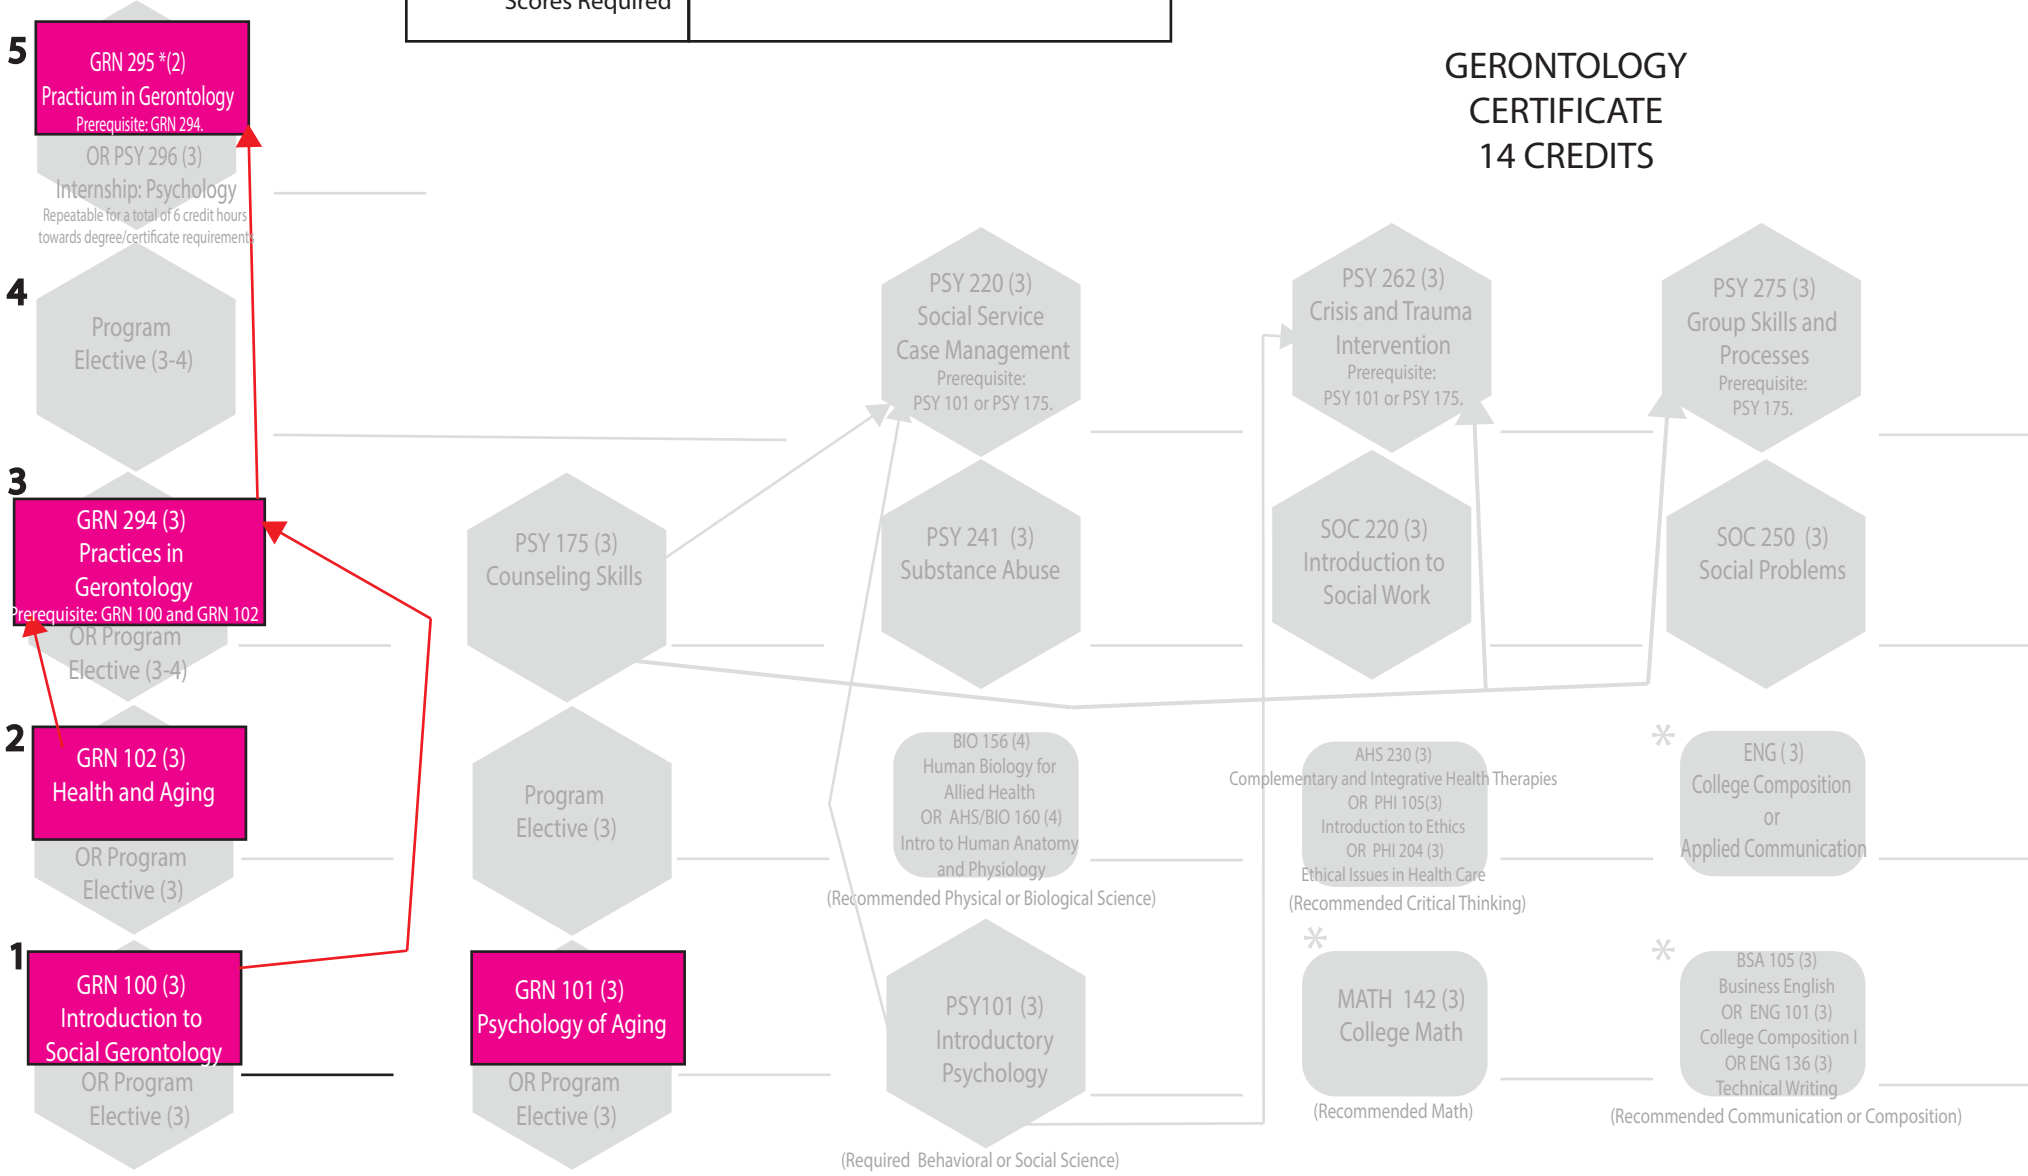 Scores Required
GERONTOLOGY
CERTIFICATE
14 CREDITS
5
GRN 295 *(2)
Practicum in Gerontology
Prerequisite: GRN 294.
OR PSY 296 (3)
Internship: Psychology
Repeatable for a total of 6 credit hours
towards degree/certificate requirements
4
Program
Elective (3-4)
PSY 220 (3)
Social Service
Case Management
Prerequisite:
PSY 101 or PSY 175.
PSY 262 (3)
Crisis and Trauma
Intervention
Prerequisite:
PSY 101 or PSY 175.
PSY 275 (3)
Group Skills and
Processes
Prerequisite:
PSY 175.
3
GRN 294 (3)
Practices in
Gerontology
Prerequisite: GRN 100 and GRN 102
OR Program
Elective (3-4)
PSY 175 (3)
Counseling Skills
PSY 241 (3)
Substance Abuse
SOC 220 (3)
Introduction to
Social Work
SOC 250 (3)
Social Problems
2
GRN 102 (3)
Health and Aging
OR Program
Elective (3)
Program
Elective (3)
BIO 156 (4)
Human Biology for
Allied Health
OR AHS/BIO 160 (4)
Intro to Human Anatomy
and Physiology
(Recommended Physical or Biological Science)
AHS 230 (3)
Complementary and Integrative Health Therapies
OR PHI 105(3)
Introduction to Ethics
OR PHI 204 (3)
Ethical Issues in Health Care
(Recommended Critical Thinking)
*
ENG ( 3)
College Composition
or
Applied Communication
1
GRN 100 (3)
Introduction to
Social Gerontology
OR Program
Elective (3)
GRN 101 (3)
Psychology of Aging
OR Program
Elective (3)
PSY101 (3)
Introductory
Psychology
(Required Behavioral or Social Science)
*
MATH 142 (3)
College Math
(Recommended Math)
*
BSA 105 (3)
Business English
OR ENG 101 (3)
College Composition I
OR ENG 136 (3)
Technical Writing
(Recommended Communication or Composition)